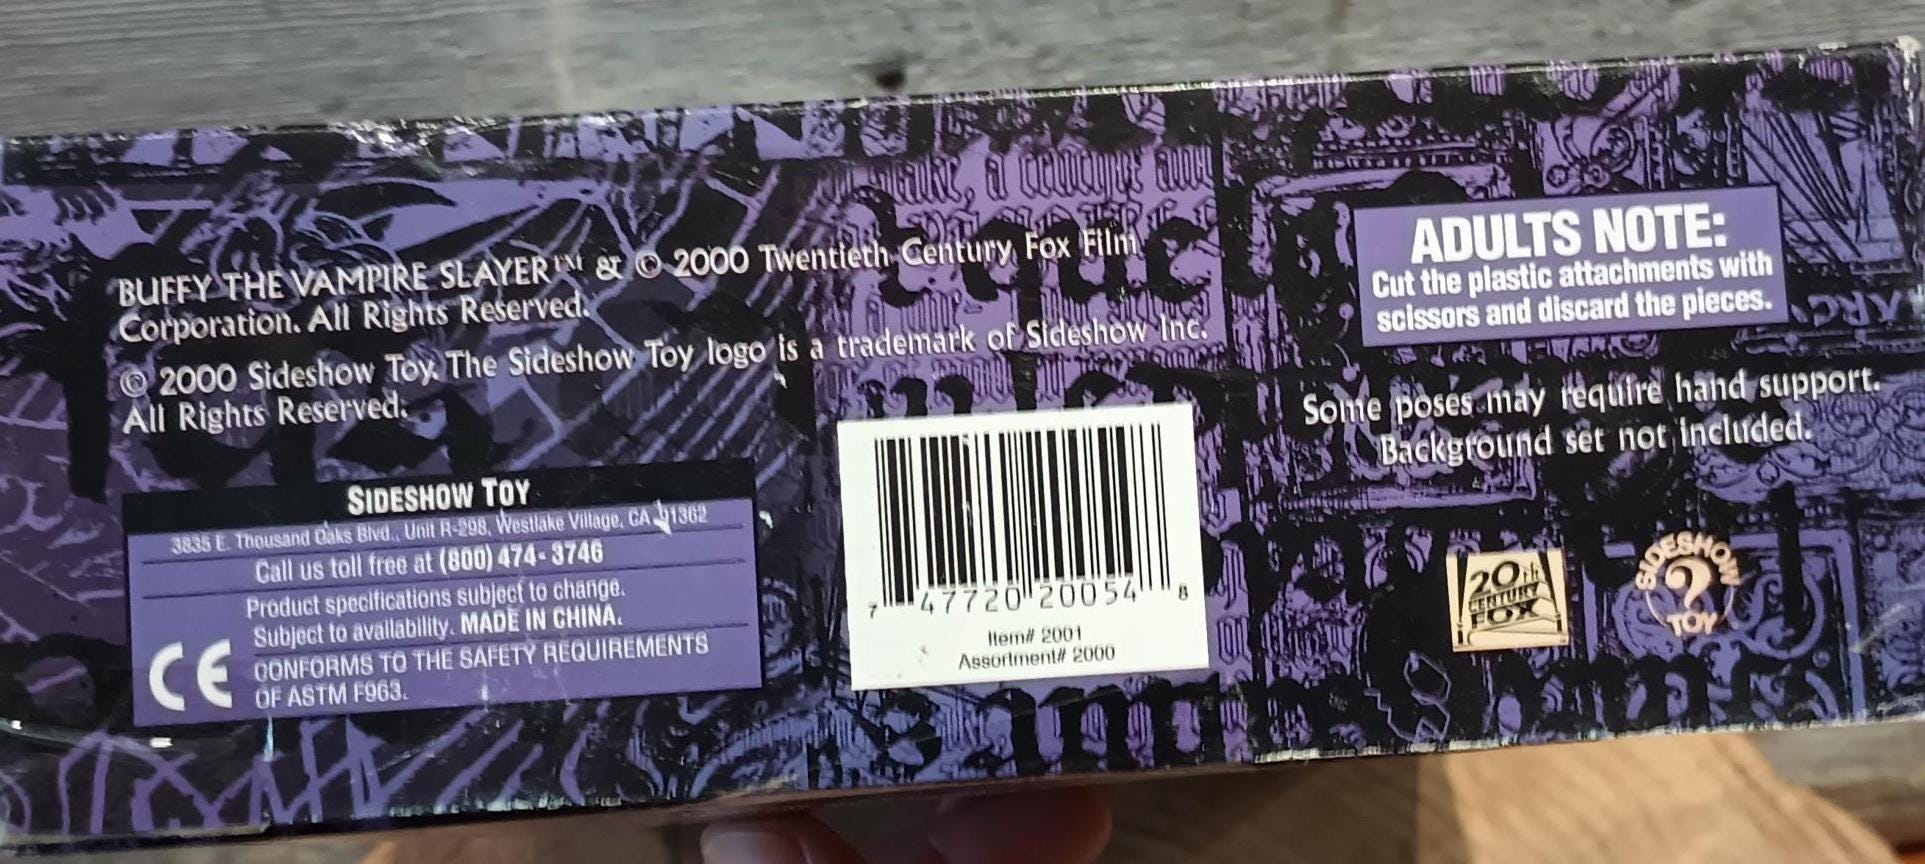 BUFFY THE VAMPIRE SLAYER™ & © 2000 Twentieth Century Fox Film
Corporation. All Rights Reserved.
© 2000 Sideshow Toy. The Sideshow Toy logo is a trademark of Sideshow Inc.
All Rights Reserved.
SIDESHOW TOY
3835 E. Thousand Oaks Blvd., Unit R-298, Westlake Village, CA 91362
Call us toll free at (800) 474-3746
Product specifications subject to change.
Subject to availability. MADE IN CHINA.
CE
CONFORMS TO THE SAFETY REQUIREMENTS
OF ASTM F963.
7 47720 20054 8
Item# 2001
Assortment# 2000
ADULTS NOTE:
Cut the plastic attachments with
scissors and discard the pieces.
Some poses may require hand support.
Background set not included.
20th
CENTURY
FOX
SIDESHOW
?
TOY